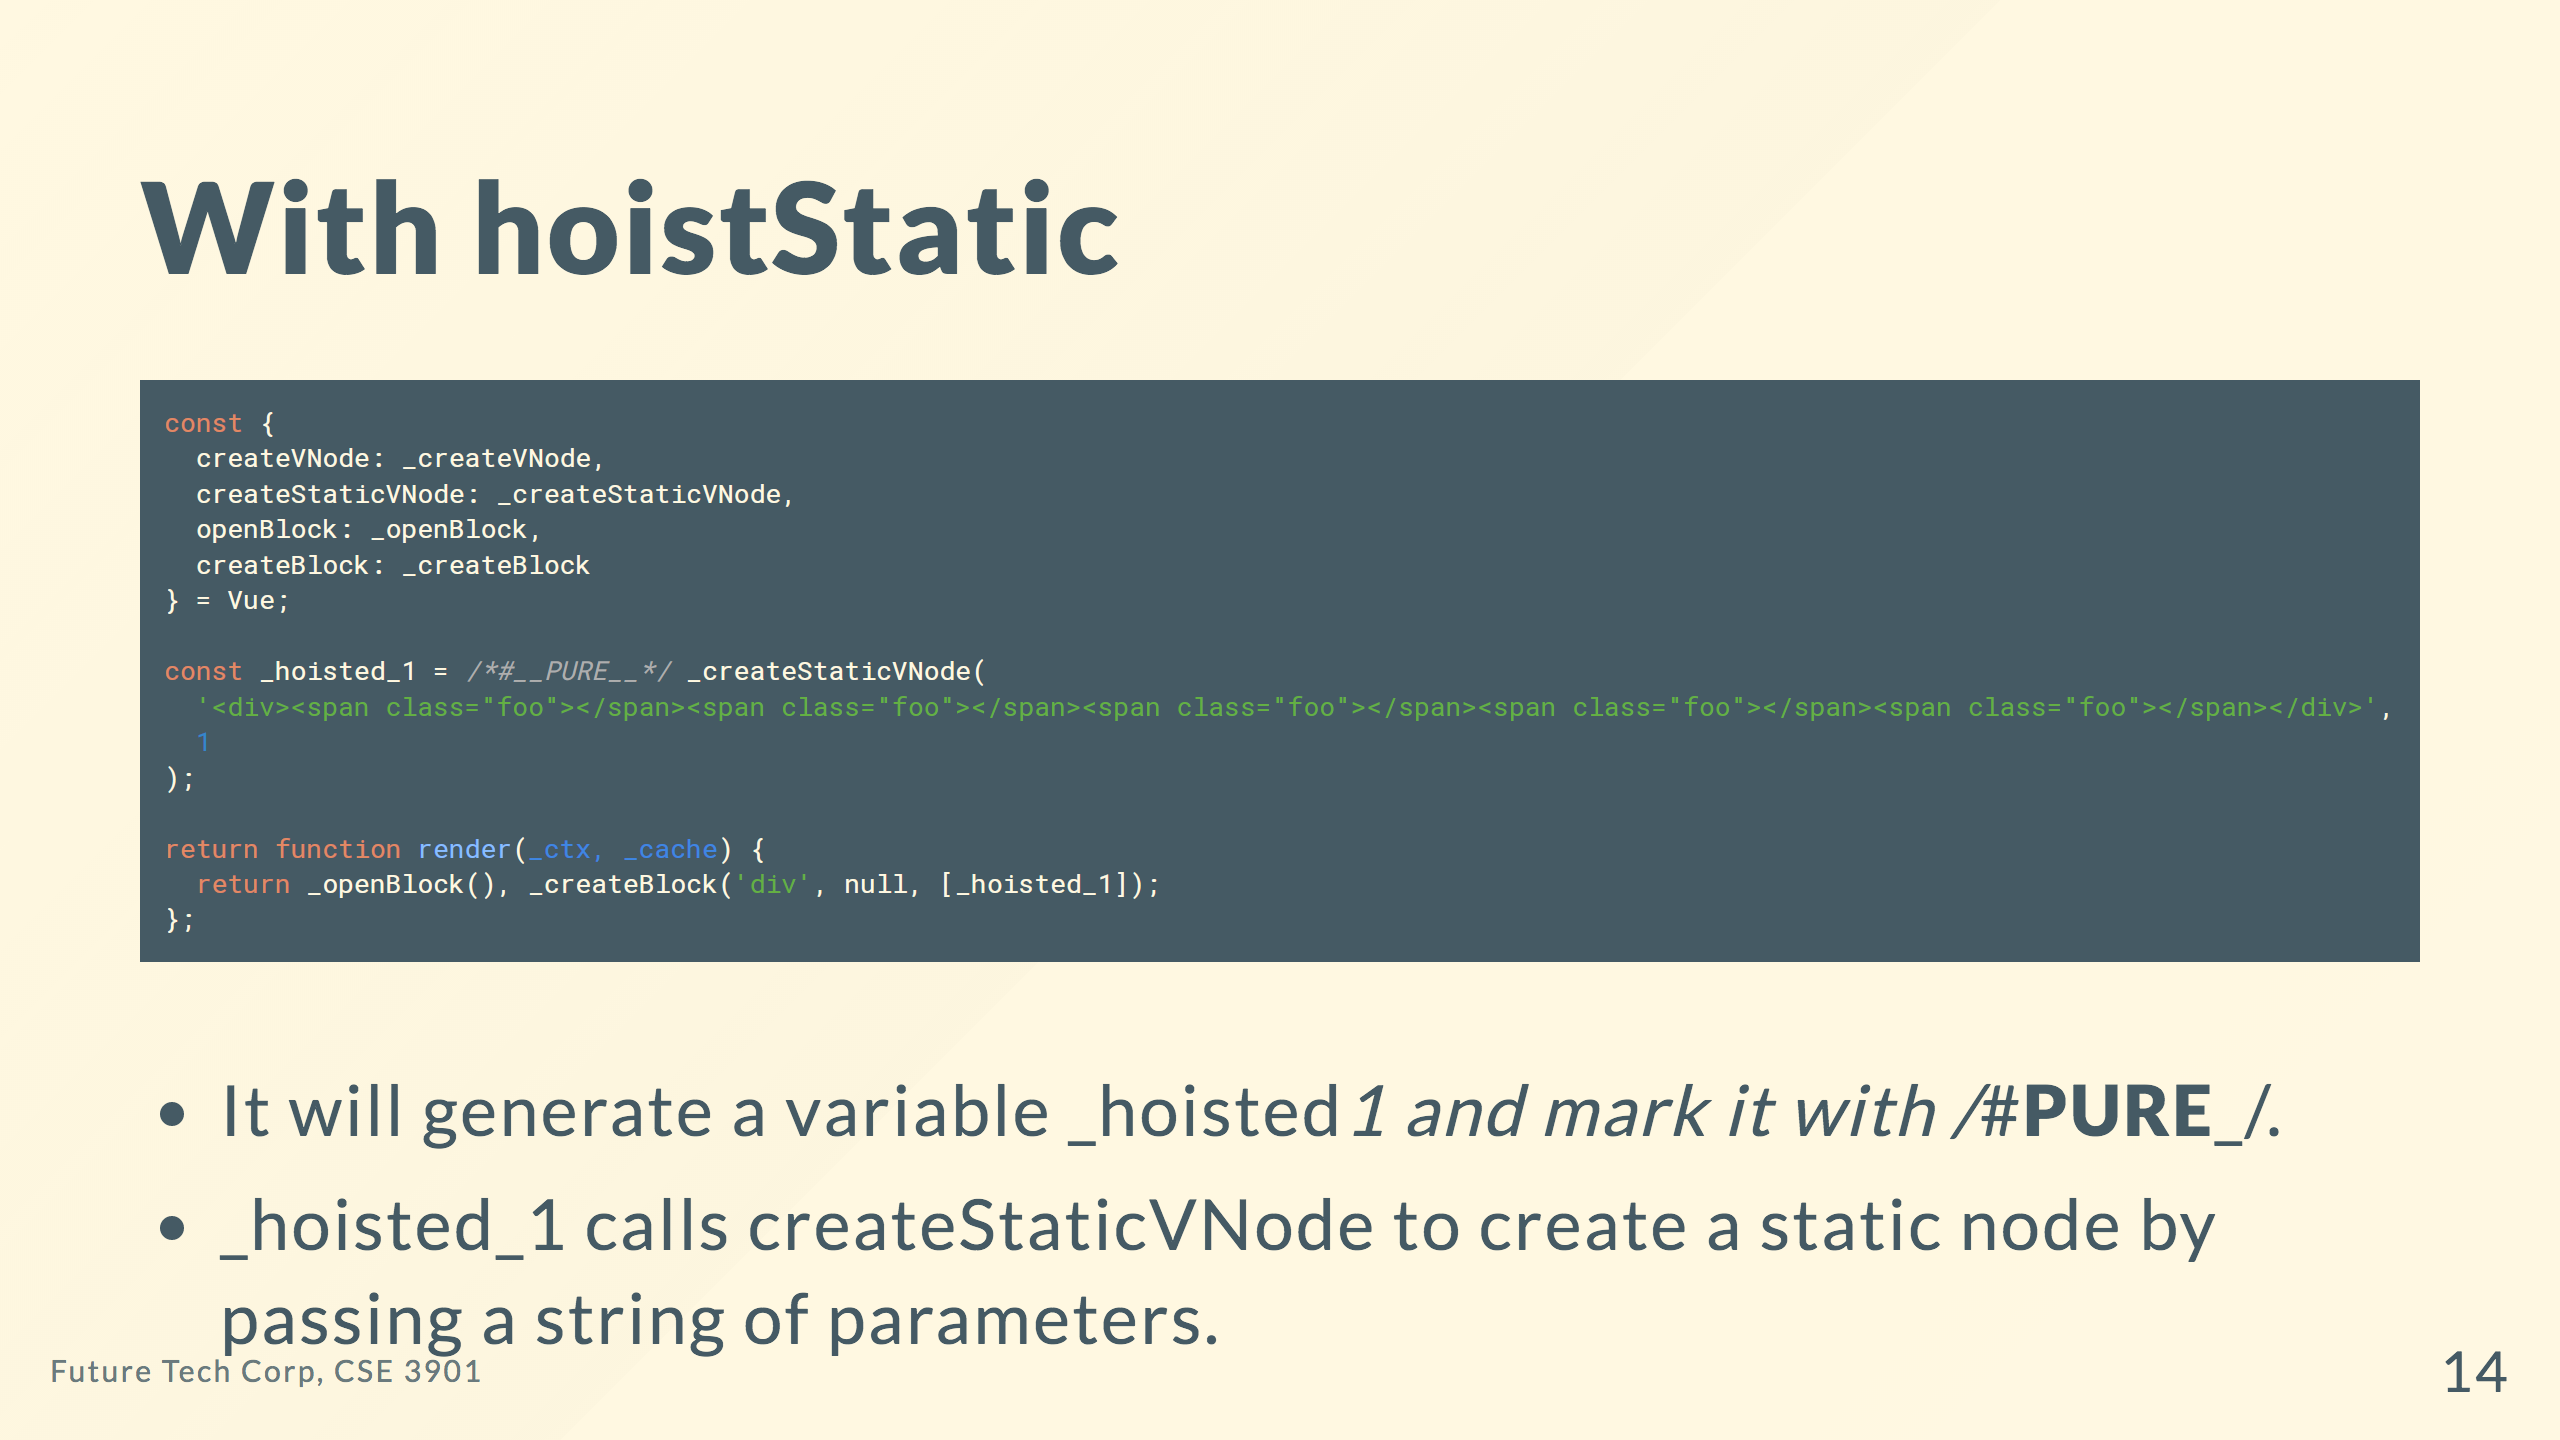 With hoistStatic
const {
  createVNode: _createVNode,
  createStaticVNode: _createStaticVNode,
  openBlock: _openBlock,
  createBlock: _createBlock
} = Vue;
const _hoisted_1 = /*#__PURE__*/ _createStaticVNode(
  '<div><span class="foo"></span><span class="foo"></span><span class="foo"></span><span class="foo"></span><span class="foo"></span></div>',
  1
);
return function render(_ctx, _cache) {
  return _openBlock(), _createBlock('div', null, [_hoisted_1]);
};
• It will generate a variable _hoisted1 and mark it with /#PURE_/.
• _hoisted_1 calls createStaticVNode to create a static node by
passing a string of parameters.
Future Tech Corp, CSE 3901
14